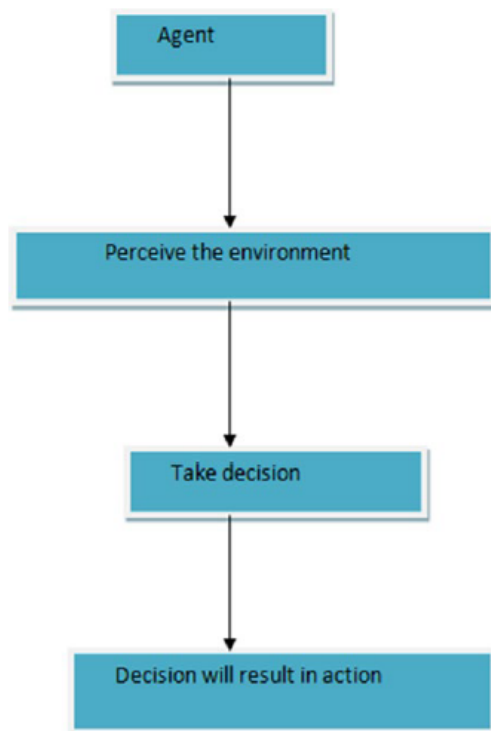 Agent
Perceive the environment
Take decision
Decision will result in action